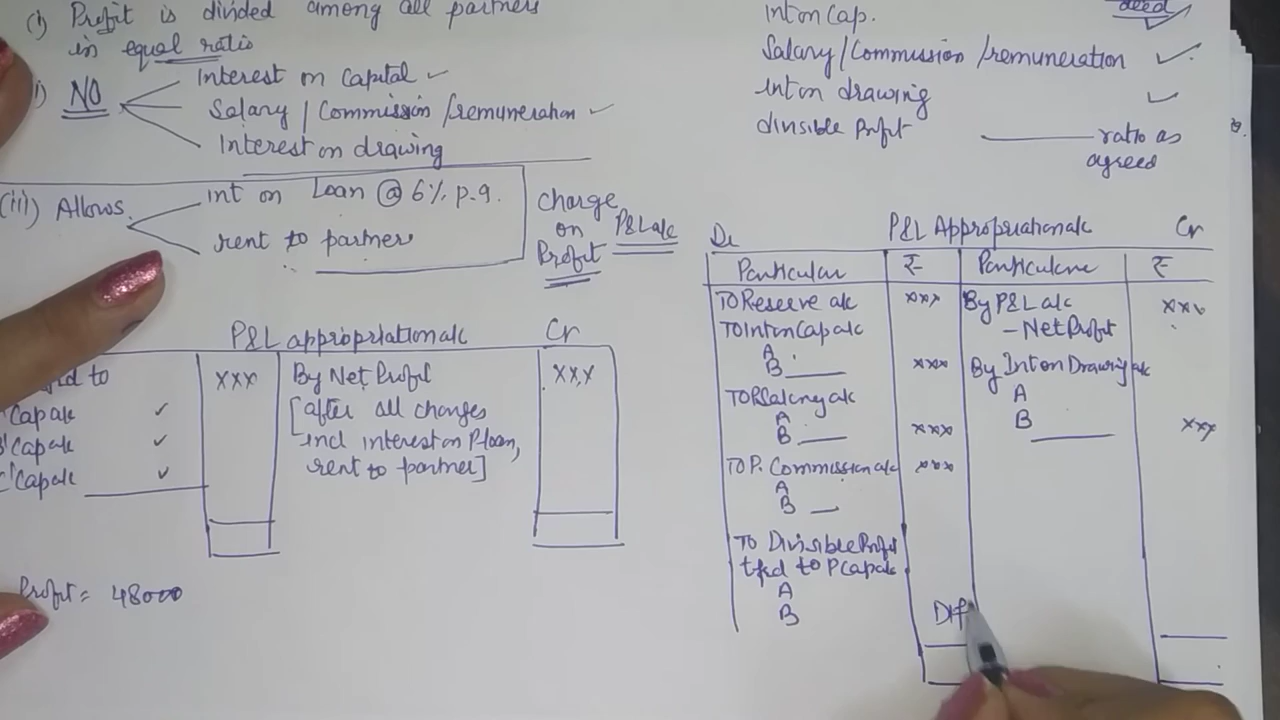 (i) Profit is divided among all partners
in equal ratio
i) NO
Interest on Capital ✓
Salary / Commission / remuneration ✓
Interest on drawing
(iii) Allows
int on Loan @ 6% p.a.
rent to partner
charge
on
Profit
P&L a/c
P&L appropriation a/c Cr
to xxx By Net Profit xxx
Cap a/c ✓ [after all charges
Cap a/c ✓ incl interest on P loan,
Cap a/c ✓ rent to partner]
Profit = 48000
deed
Int on Cap. ✓
Salary / Commission / remuneration ✓
Int on drawing ✓
divisible Profit ratio as
agreed
Dr P&L Appropriation a/c Cr
Particular ₹ Particular ₹
To Reserve a/c xxx By P&L a/c xxx
To Int on Cap a/c - Net Profit
A
B xxx By Int on Drawing a/c
To P Salary a/c A
A B xxx
B xxx
To P. Commission a/c xxx
A
B
To Divisible Profit
tfd to P Cap a/c
A
B Dif